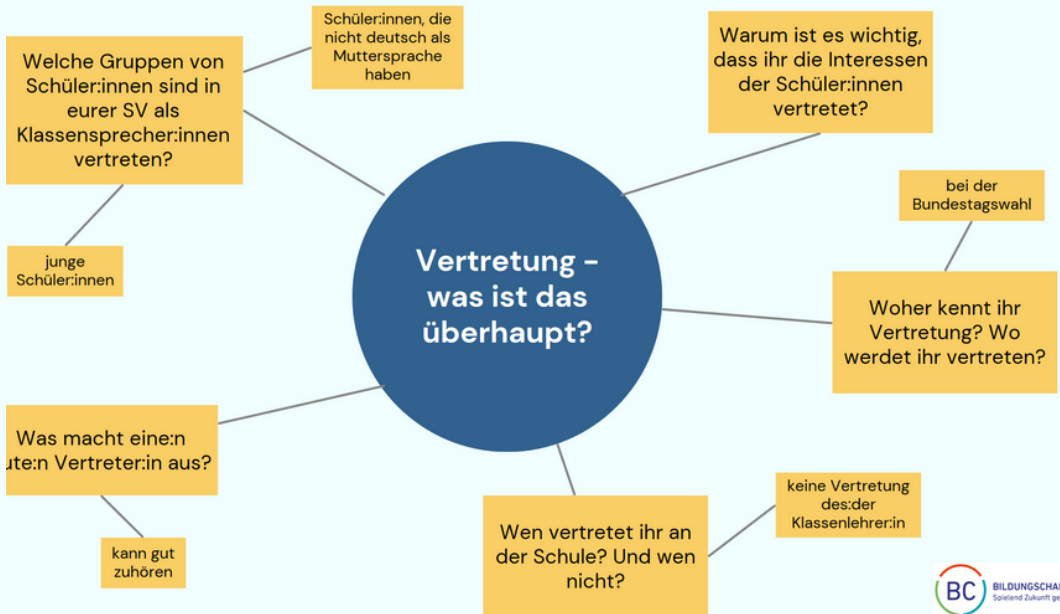 Welche Gruppen von
Schüler:innen sind in
eurer SV als
Klassensprecher:innen
vertreten?
Schüler:innen, die
nicht deutsch als
Muttersprache
haben
junge
Schüler:innen
Warum ist es wichtig,
dass ihr die Interessen
der Schüler:innen
vertretet?
bei der
Bundestagswahl
Woher kennt ihr
Vertretung? Wo
werdet ihr vertreten?
Vertretung –
was ist das
überhaupt?
Was macht eine:n
ute:n Vertreter:in aus?
kann gut
zuhören
Wen vertretet ihr an
der Schule? Und wen
nicht?
keine Vertretung
des:der
Klassenlehrer:in
BC
Spielend Zukunft